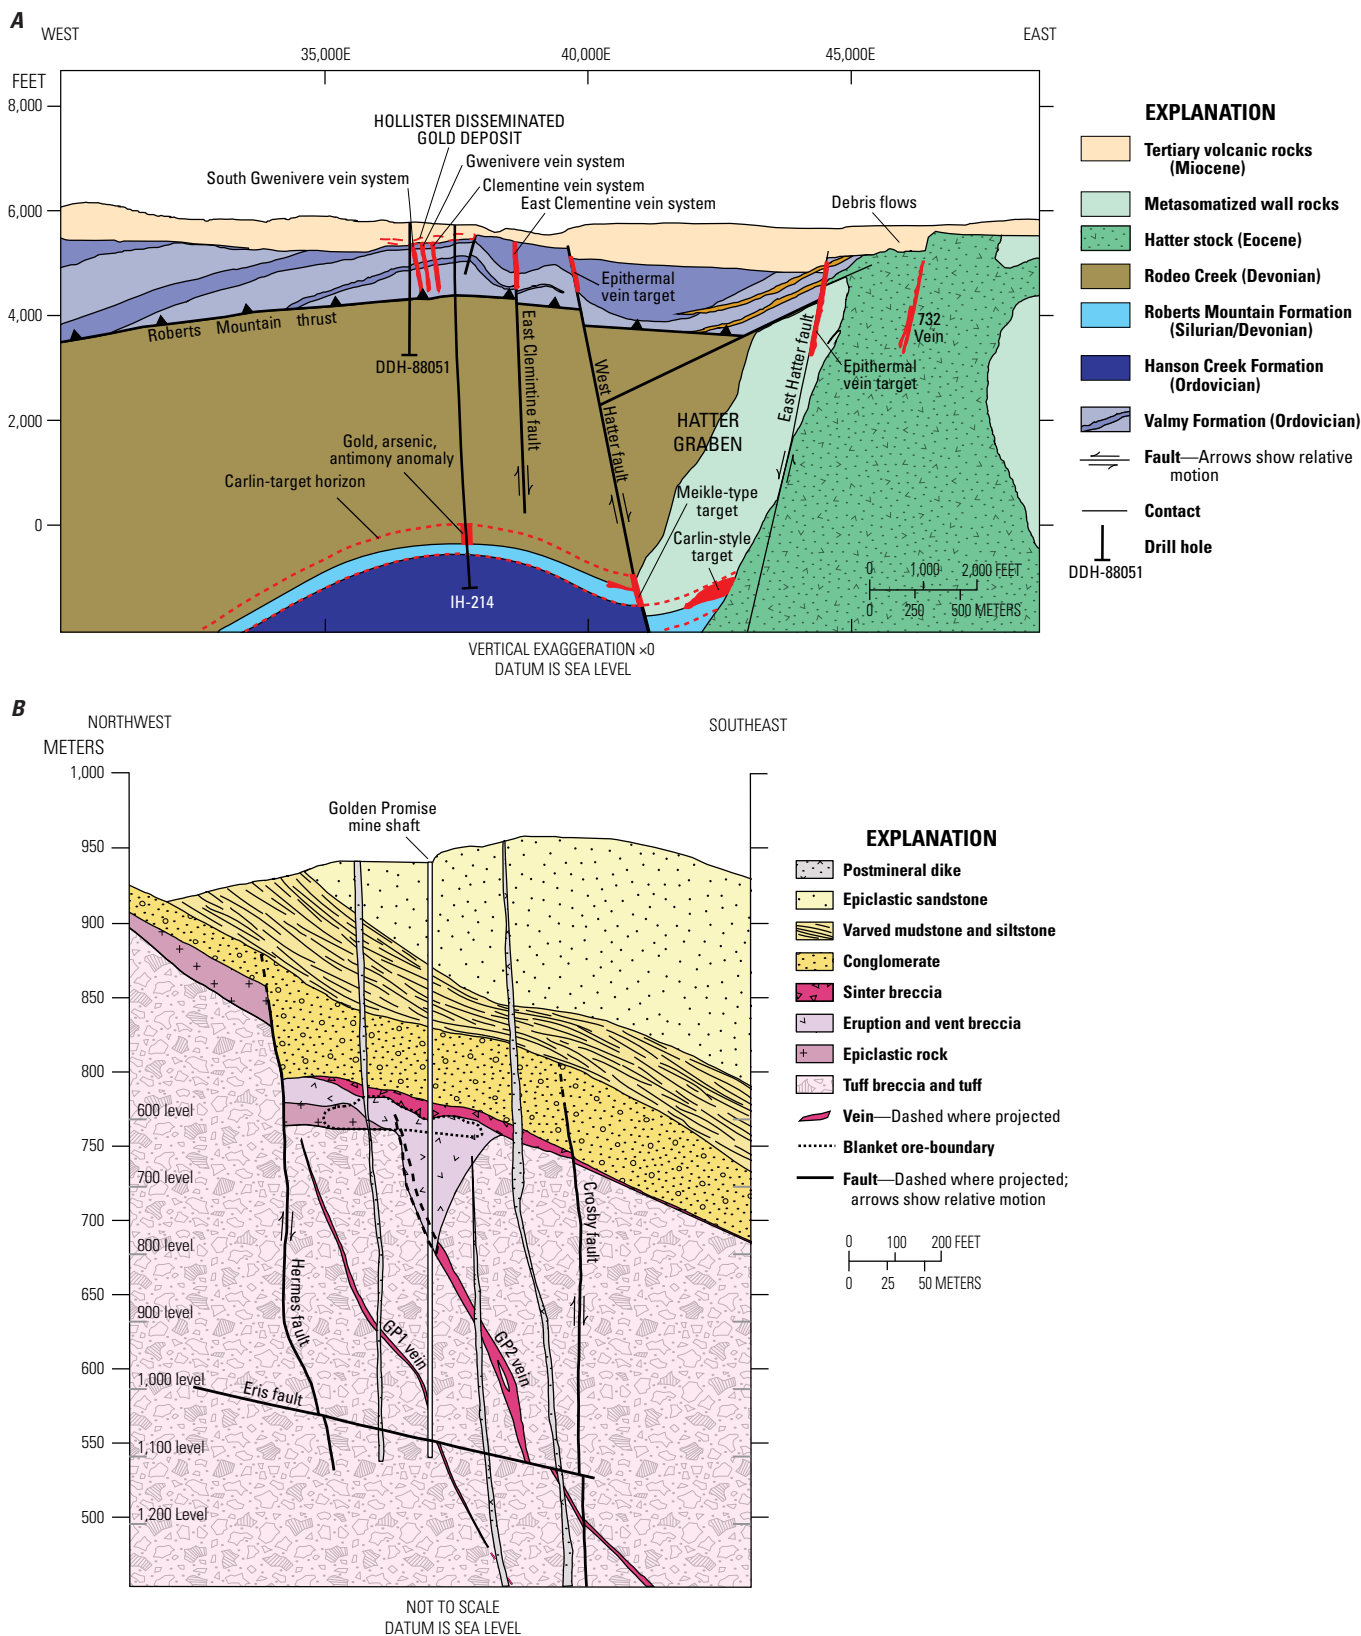 A
WEST
EAST
35,000E
40,000E
45,000E
FEET
8,000
6,000
4,000
2,000
0
HOLLISTER DISSEMINATED
GOLD DEPOSIT
Gwenivere vein system
South Gwenivere vein system
Clementine vein system
East Clementine vein system
Debris flows
Epithermal
vein target
Roberts Mountain thrust
DDH-88051
East Clemintine fault
West Hatter fault
East Hatter fault
732
Vein
Epithermal
vein target
HATTER
GRABEN
Gold, arsenic,
antimony anomaly
Carlin-target horizon
Meikle-type
target
Carlin-style
target
IH-214
0 1,000 2,000 FEET
0 250 500 METERS
VERTICAL EXAGGERATION ×0
DATUM IS SEA LEVEL
EXPLANATION
Tertiary volcanic rocks
(Miocene)
Metasomatized wall rocks
Hatter stock (Eocene)
Rodeo Creek (Devonian)
Roberts Mountain Formation
(Silurian/Devonian)
Hanson Creek Formation
(Ordovician)
Valmy Formation (Ordovician)
Fault—Arrows show relative
motion
Contact
Drill hole
DDH-88051
B
NORTHWEST
SOUTHEAST
METERS
1,000
950
900
850
800
750
700
650
600
550
500
Golden Promise
mine shaft
600 level
700 level
800 level
900 level
1,000 level
1,100 level
1,200 Level
Hermes fault
GP1 vein
GP2 vein
Crosby fault
Eris fault
NOT TO SCALE
DATUM IS SEA LEVEL
EXPLANATION
Postmineral dike
Epiclastic sandstone
Varved mudstone and siltstone
Conglomerate
Sinter breccia
Eruption and vent breccia
Epiclastic rock
Tuff breccia and tuff
Vein—Dashed where projected
Blanket ore-boundary
Fault—Dashed where projected;
arrows show relative motion
0 100 200 FEET
0 25 50 METERS